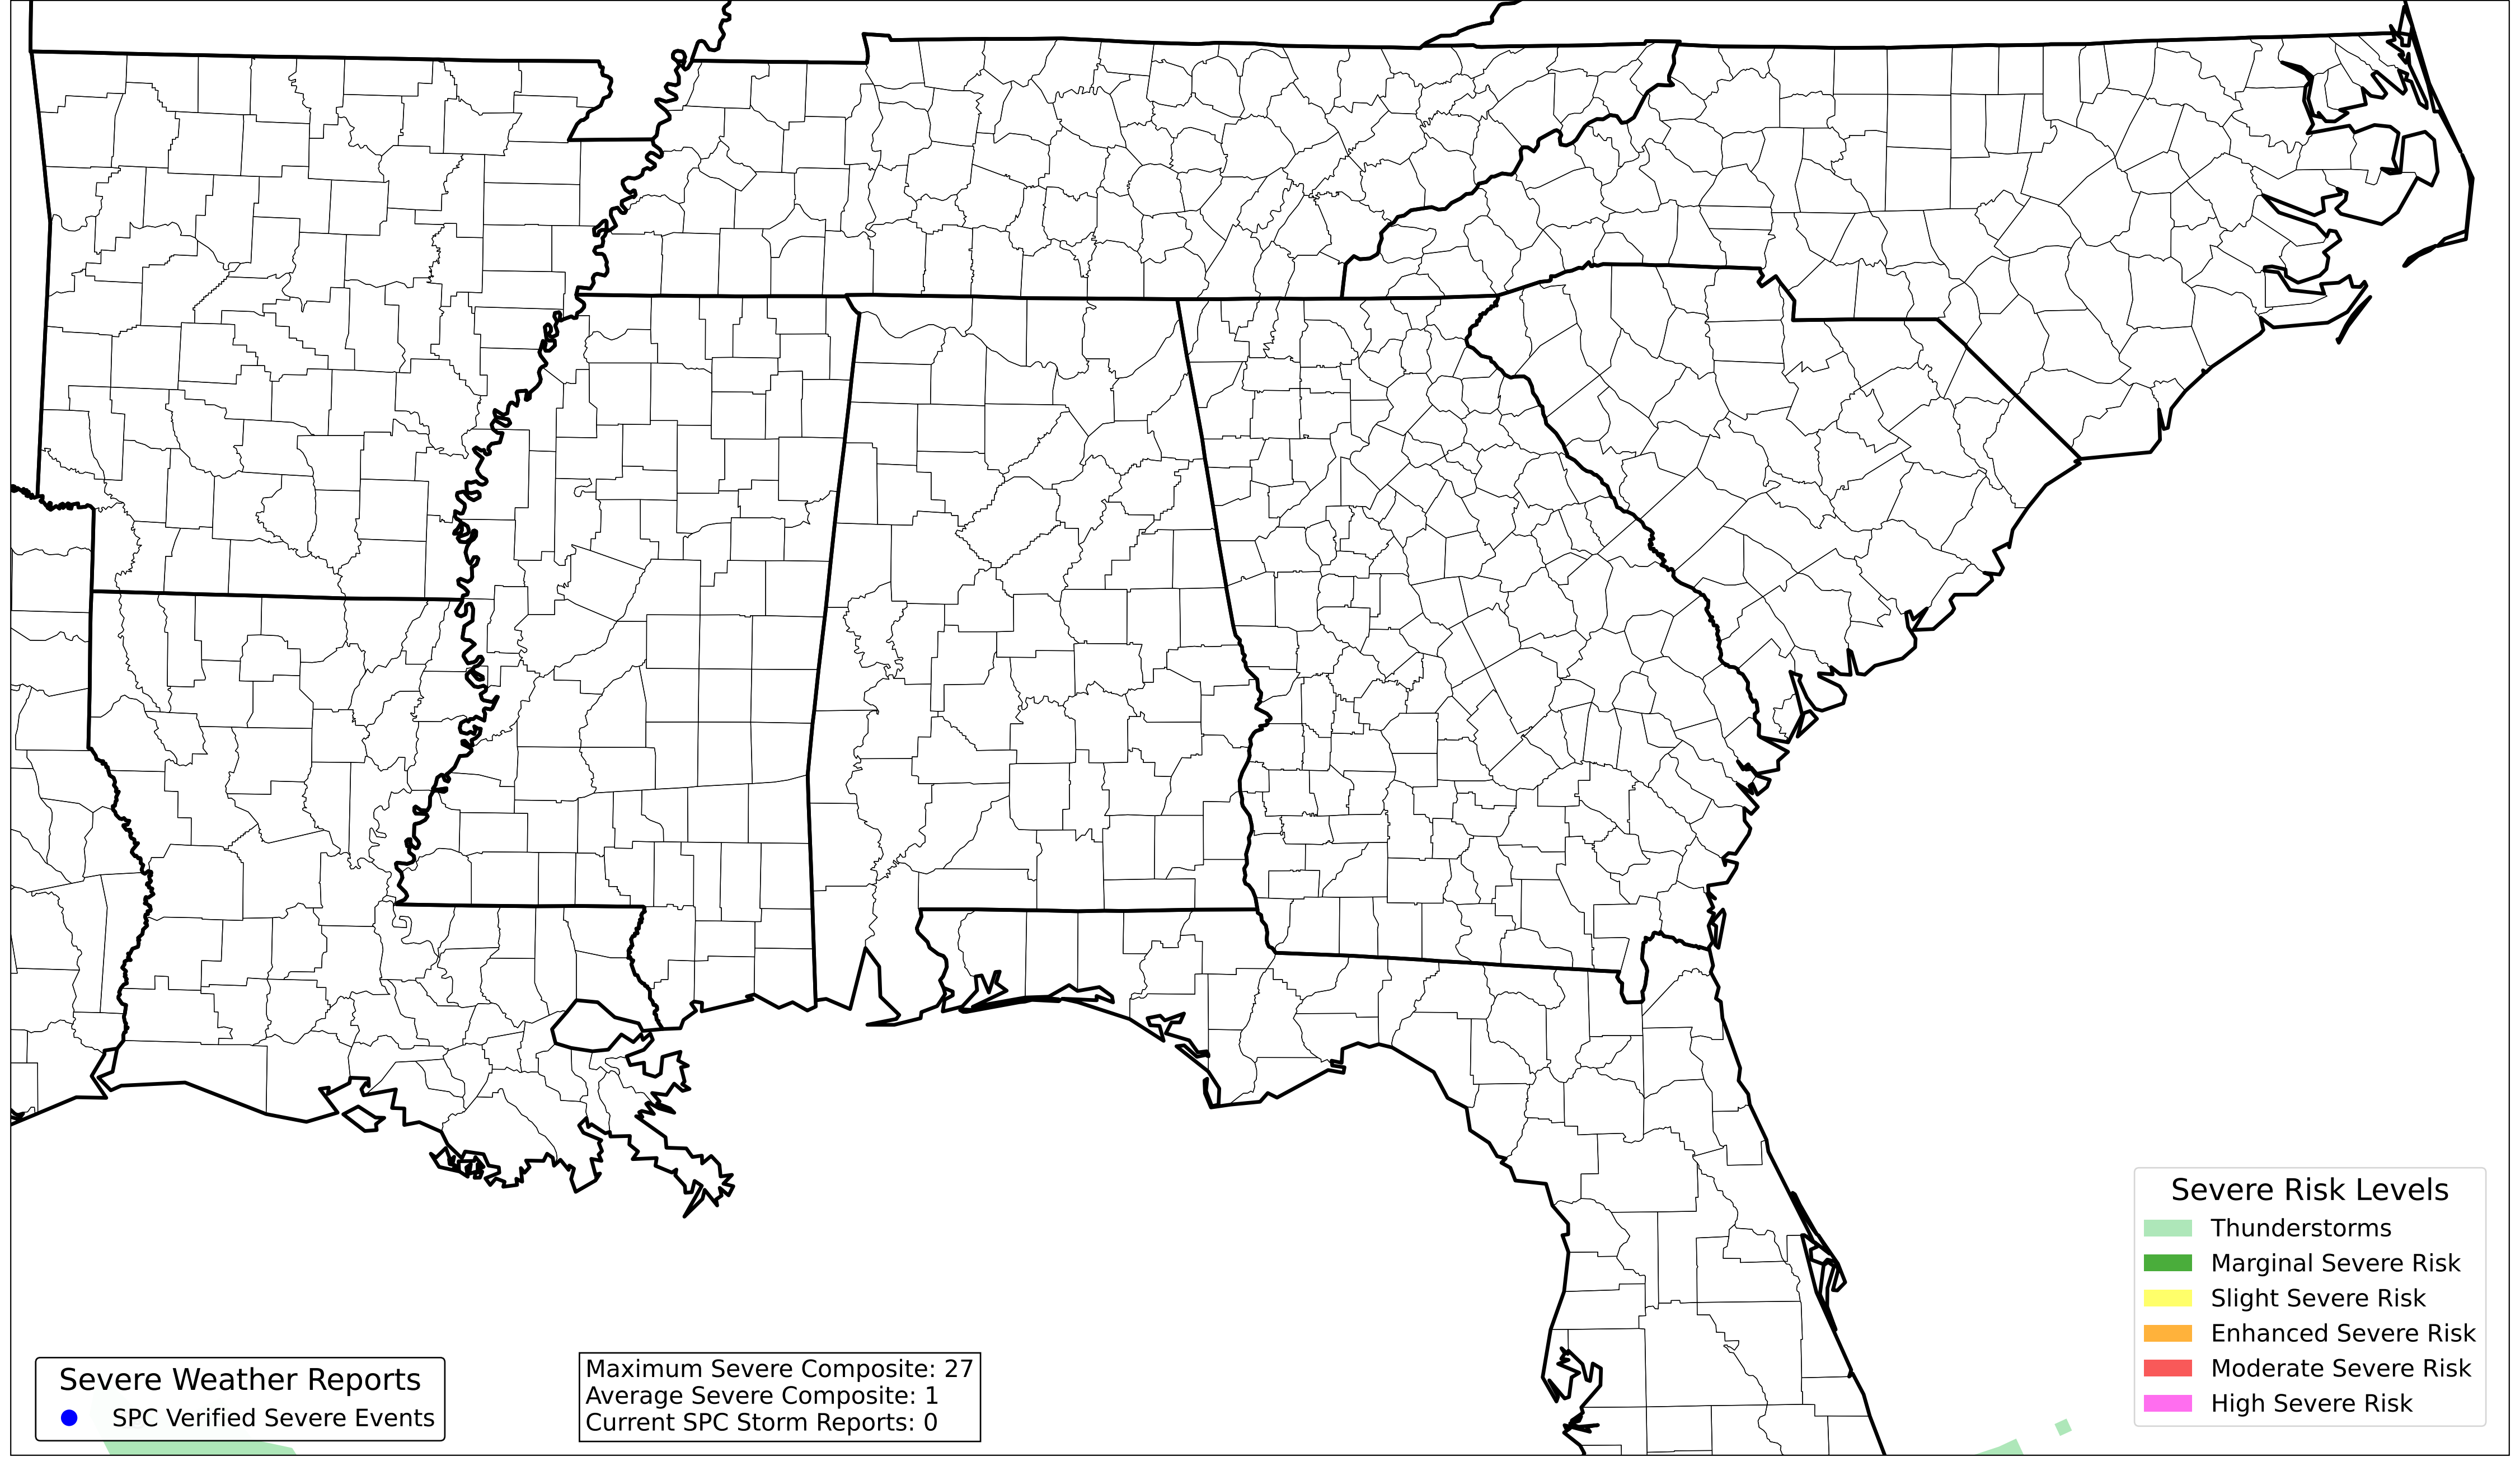 Severe Weather Reports
SPC Verified Severe Events
Maximum Severe Composite: 27
Average Severe Composite: 1
Current SPC Storm Reports: 0
Severe Risk Levels
Thunderstorms
Marginal Severe Risk
Slight Severe Risk
Enhanced Severe Risk
Moderate Severe Risk
High Severe Risk